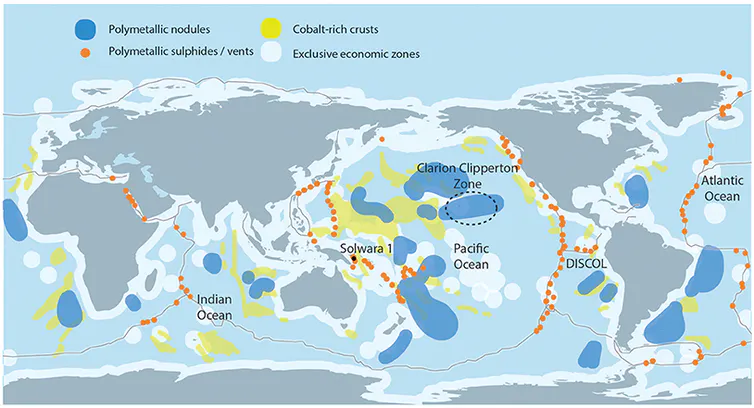 Polymetallic nodules
Cobalt-rich crusts
Polymetallic sulphides / vents
Exclusive economic zones
Clarion Clipperton
Zone
1
Atlantic
Ocean
Solwara 1
Pacific
Ocean
DISCOL
Indian
Ocean